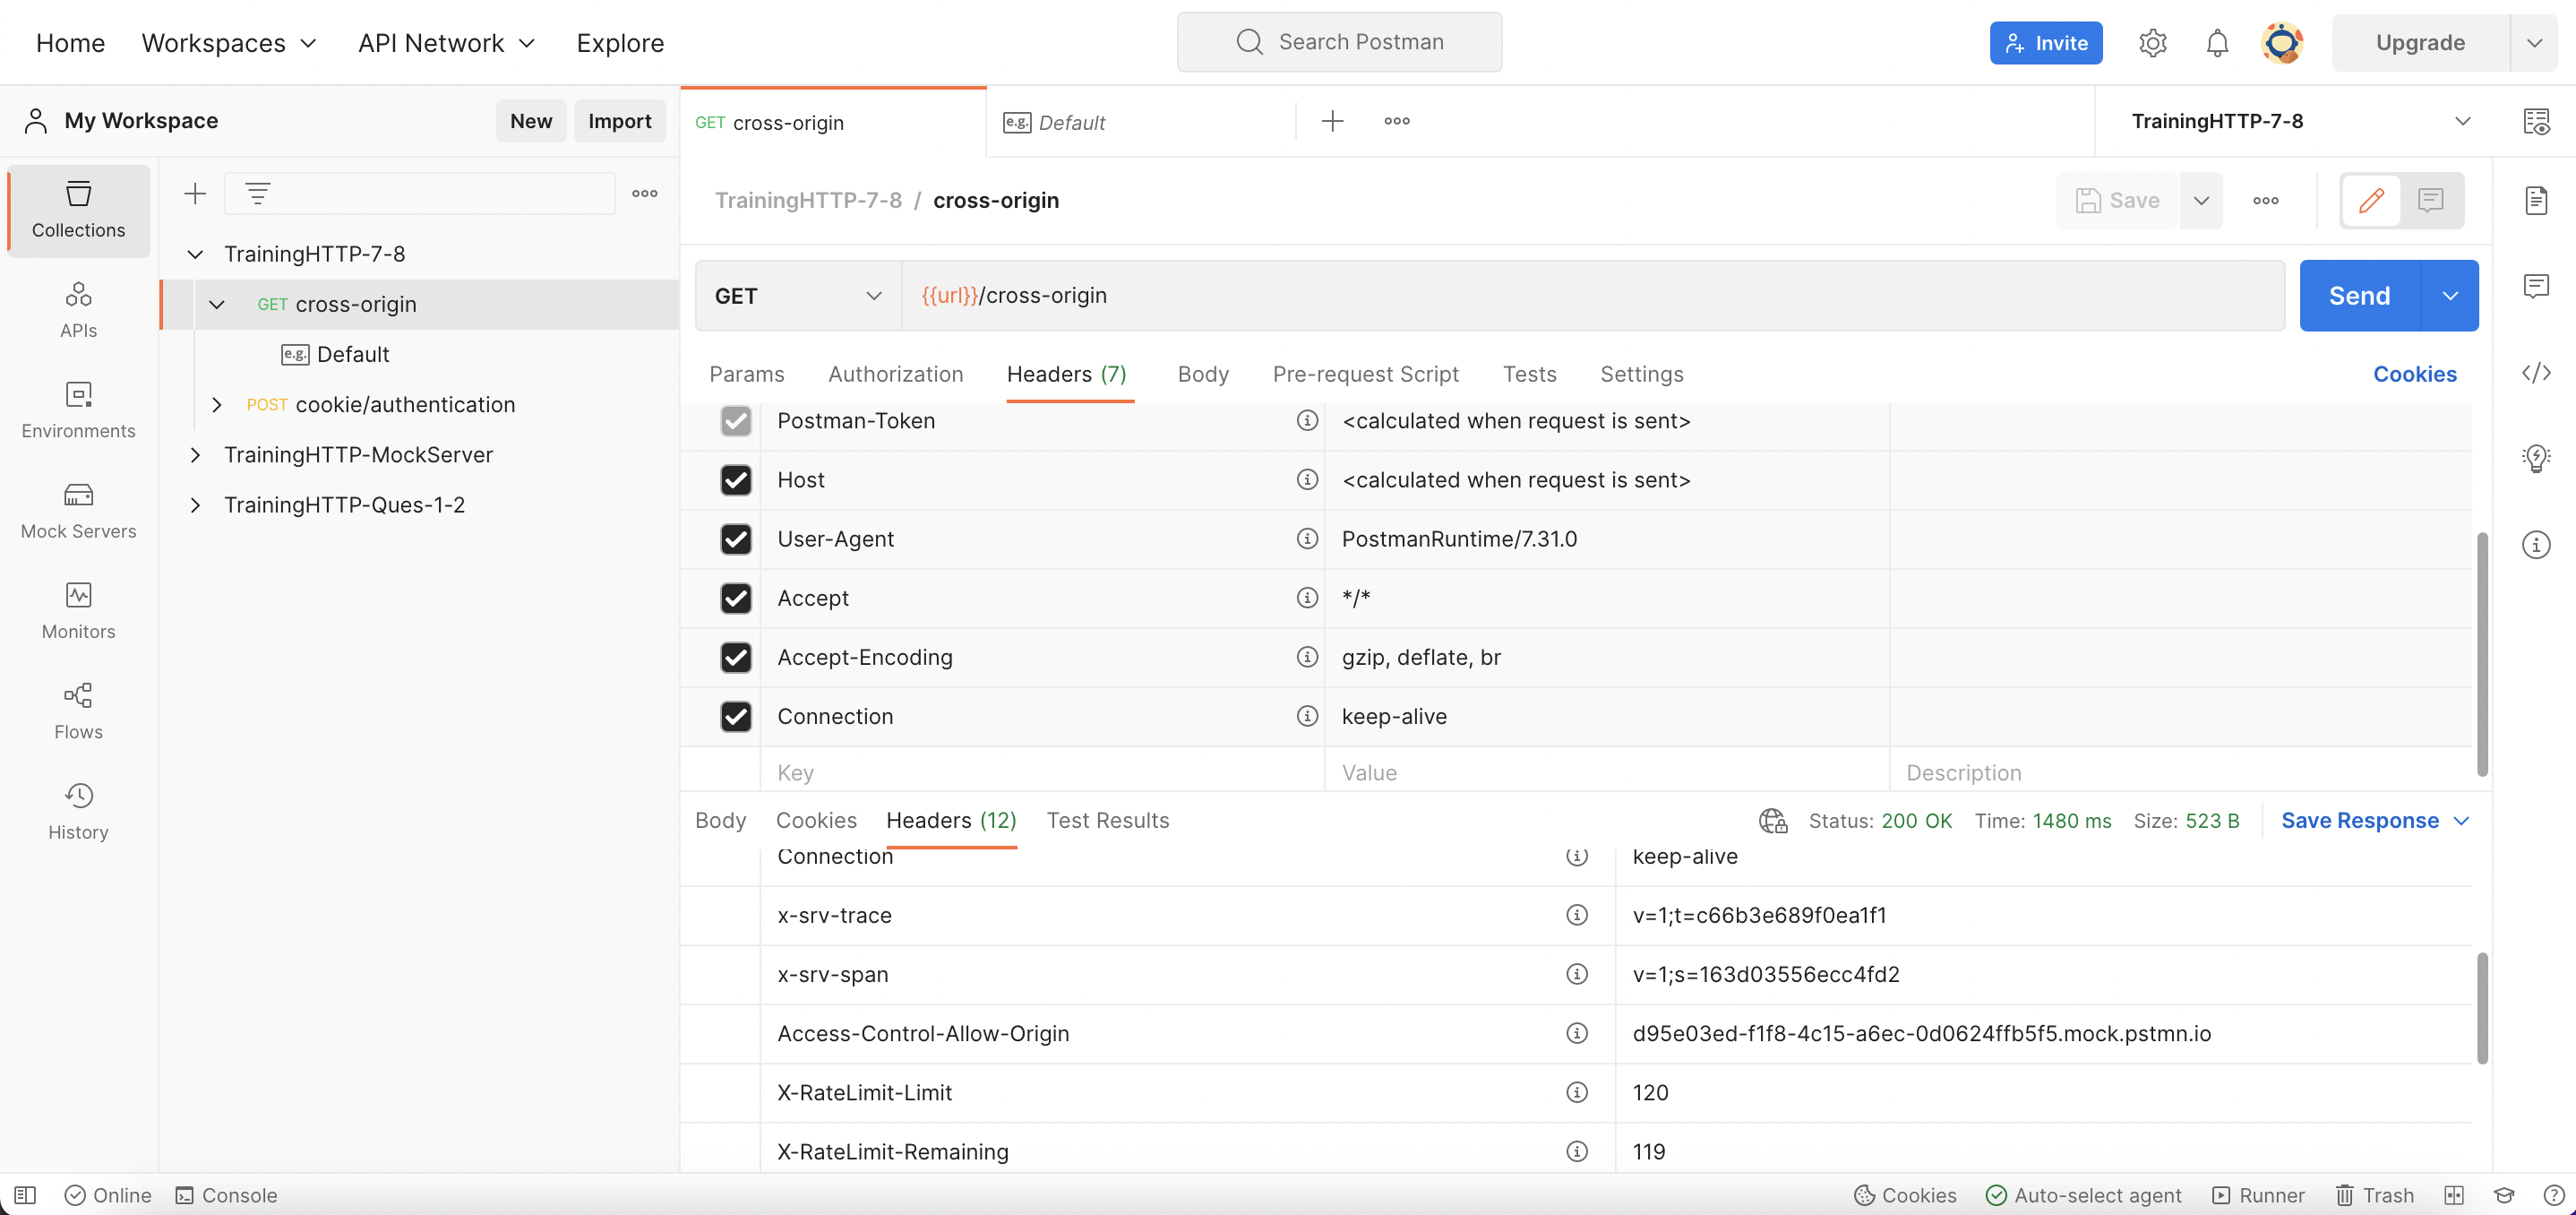 Home Workspaces API Network Explore Search Postman Invite Upgrade
My Workspace New Import GET cross-origin e.g. Default TrainingHTTP-7-8
Collections
APIs
Environments
Mock Servers
Monitors
Flows
History
TrainingHTTP-7-8
GET cross-origin
e.g. Default
POST cookie/authentication
TrainingHTTP-MockServer
TrainingHTTP-Ques-1-2
TrainingHTTP-7-8 / cross-origin Save
GET {{url}}/cross-origin Send
Params Authorization Headers (7) Body Pre-request Script Tests Settings Cookies
Postman-Token <calculated when request is sent>
Host <calculated when request is sent>
User-Agent PostmanRuntime/7.31.0
Accept */*
Accept-Encoding gzip, deflate, br
Connection keep-alive
Key Value Description
Body Cookies Headers (12) Test Results Status: 200 OK Time: 1480 ms Size: 523 B Save Response
Connection keep-alive
x-srv-trace v=1;t=c66b3e689f0ea1f1
x-srv-span v=1;s=163d03556ecc4fd2
Access-Control-Allow-Origin d95e03ed-f1f8-4c15-a6ec-0d0624ffb5f5.mock.pstmn.io
X-RateLimit-Limit 120
X-RateLimit-Remaining 119
Online Console Cookies Auto-select agent Runner Trash